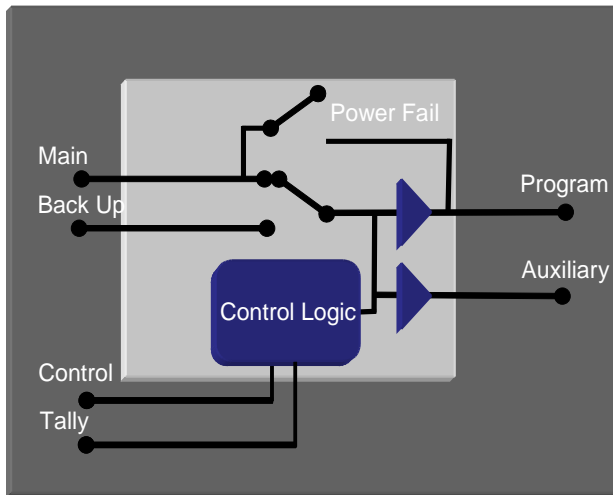 Power Fail
Main
Program
Back Up
Auxiliary
Control Logic
Control
Tally